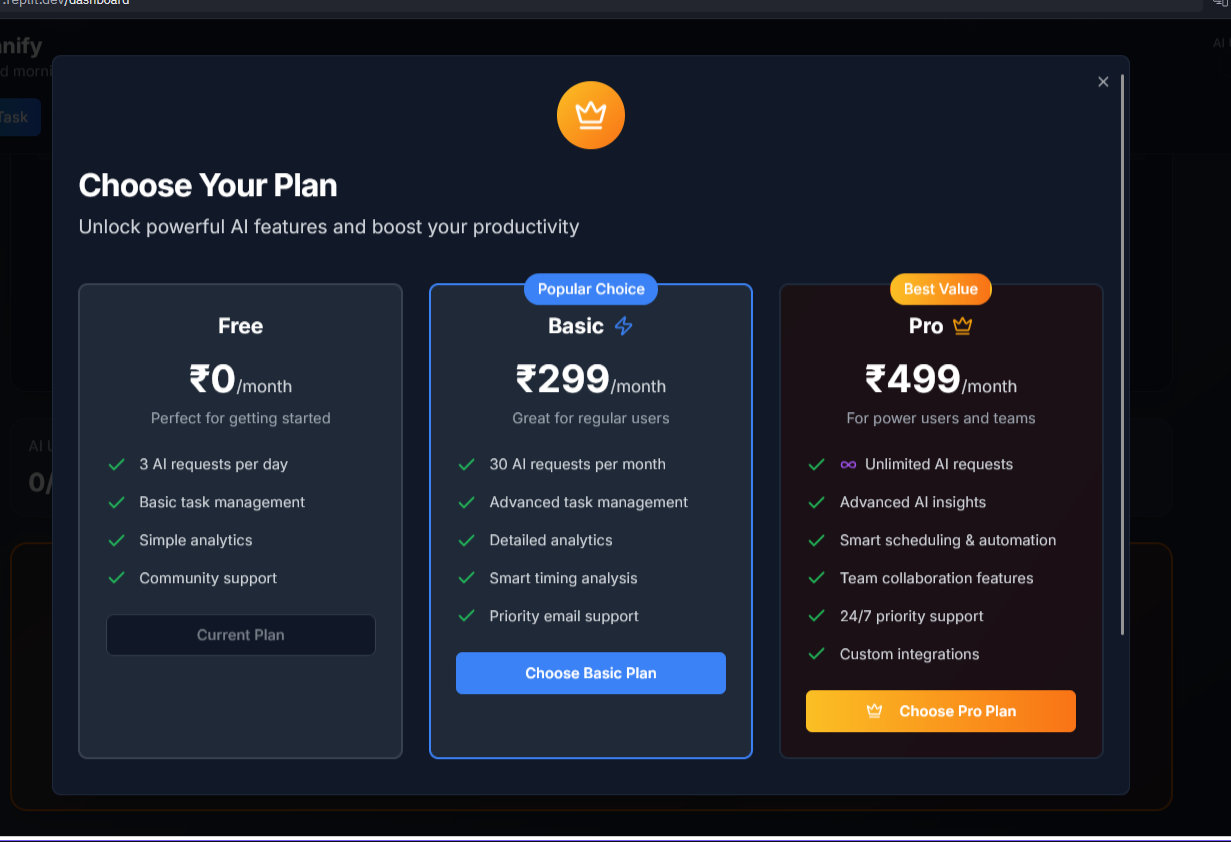 .replit.dev/dashboard
nify
AI
d morni
Task
Choose Your Plan
Unlock powerful AI features and boost your productivity
Free
₹0/month
Perfect for getting started
3 AI requests per day
Basic task management
Simple analytics
Community support
Current Plan
Popular Choice
Basic
₹299/month
Great for regular users
30 AI requests per month
Advanced task management
Detailed analytics
Smart timing analysis
Priority email support
Choose Basic Plan
Best Value
Pro
₹499/month
For power users and teams
∞ Unlimited AI requests
Advanced AI insights
Smart scheduling & automation
Team collaboration features
24/7 priority support
Custom integrations
Choose Pro Plan
AI U
0/